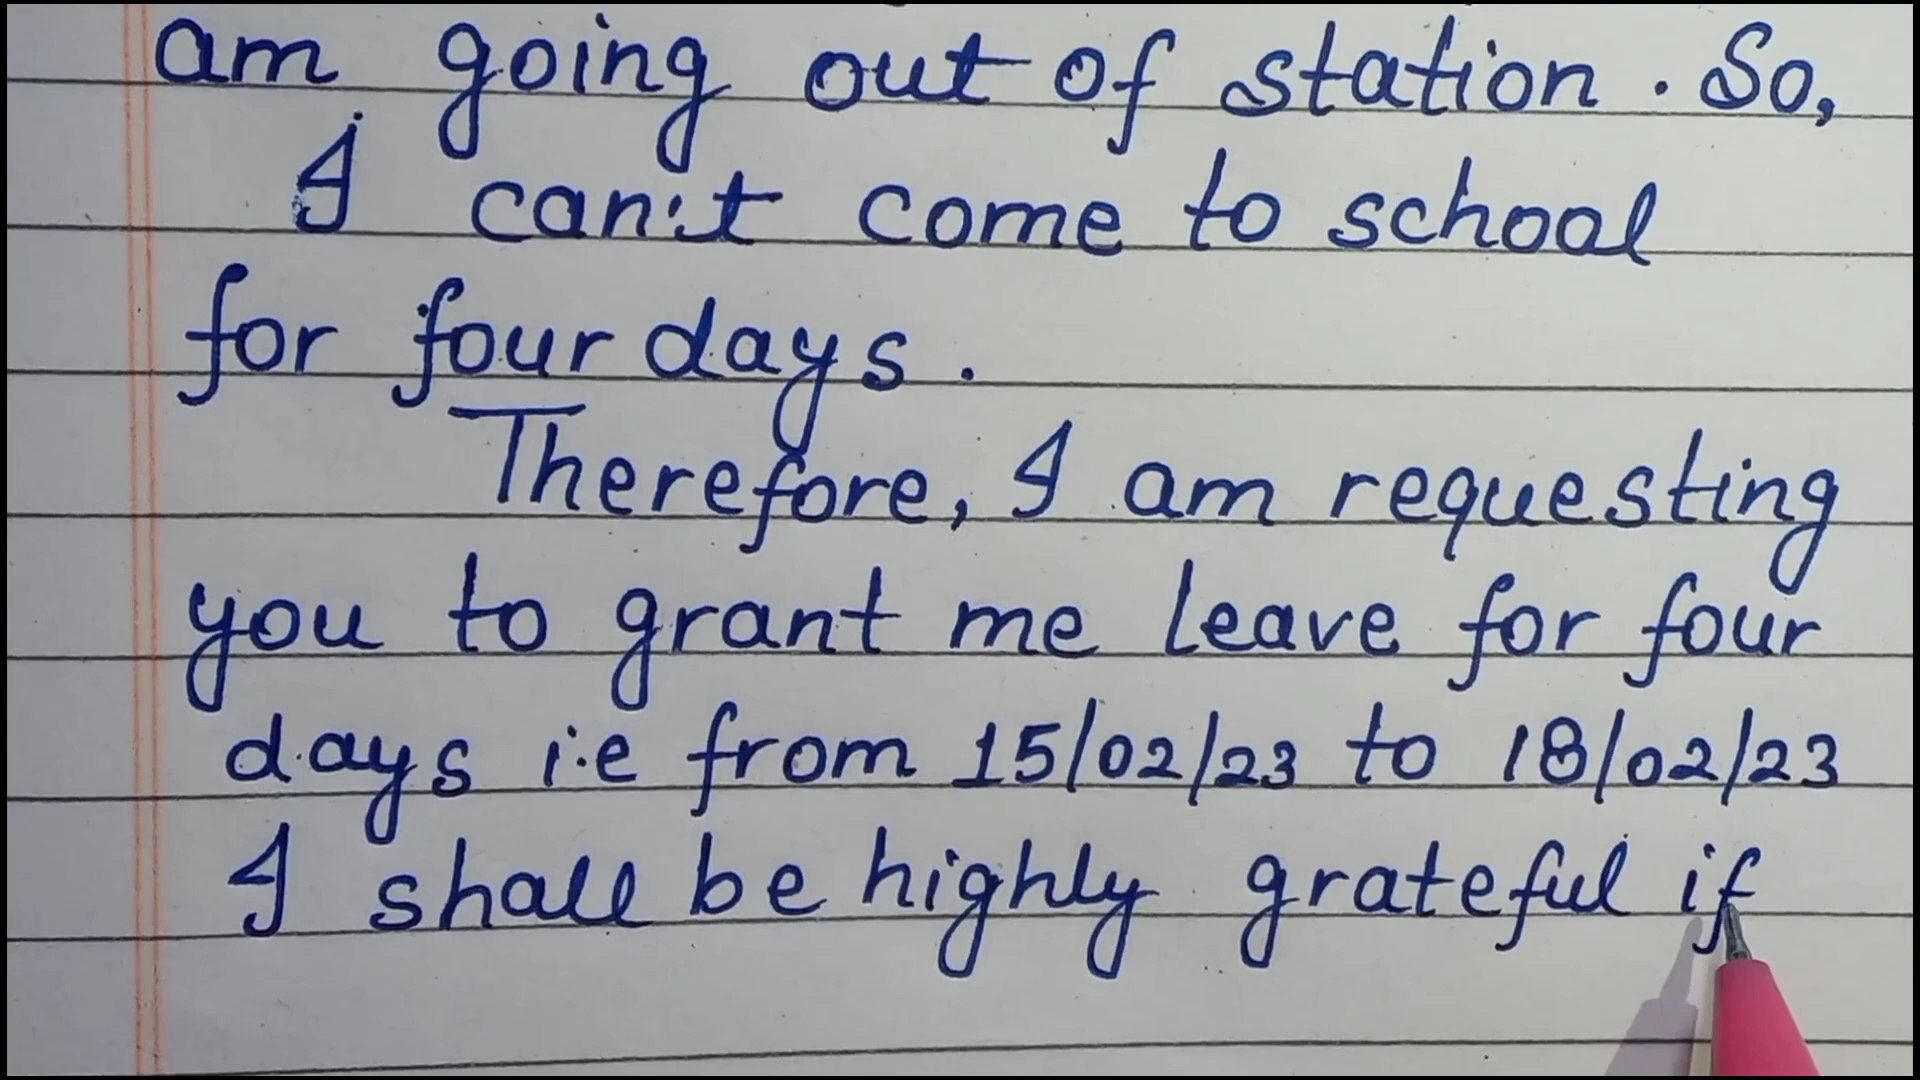 am going out of station. So,
I can't come to school
for four days.
Therefore, I am requesting
you to grant me leave for four
days i.e from 15/02/23 to 18/02/23
I shall be highly grateful if